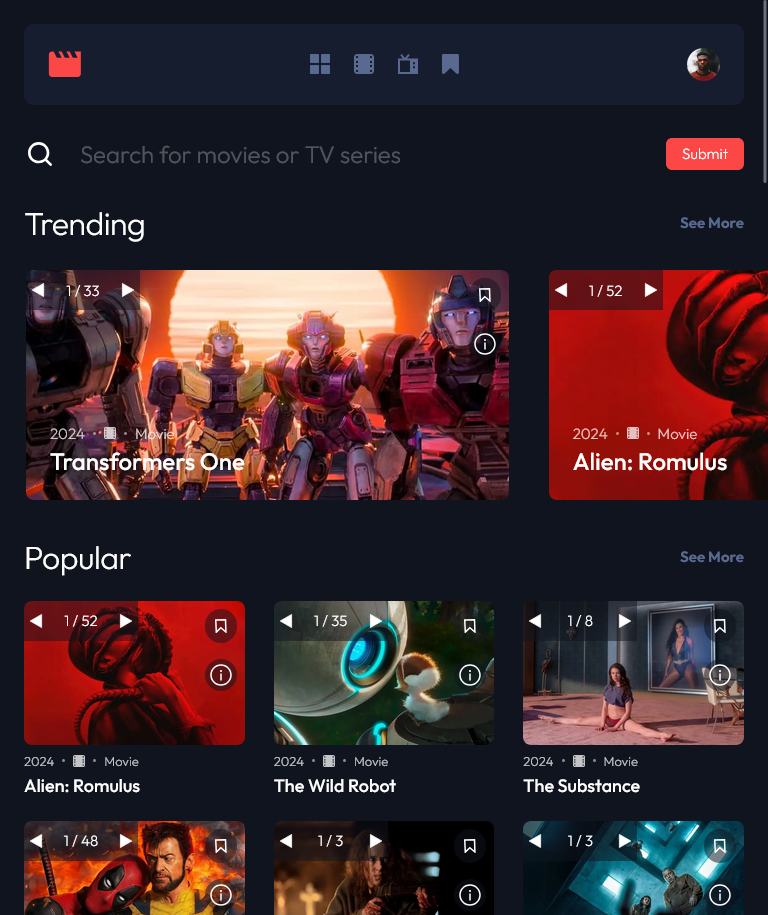 Search for movies or TV series
Submit
Trending
See More
1 / 33
2024 • Movie
Transformers One
1 / 52
2024 • Movie
Alien: Romulus
Popular
See More
1 / 52
2024 • Movie
Alien: Romulus
1 / 35
2024 • Movie
The Wild Robot
1 / 8
2024 • Movie
The Substance
1 / 48
1 / 3
1 / 3